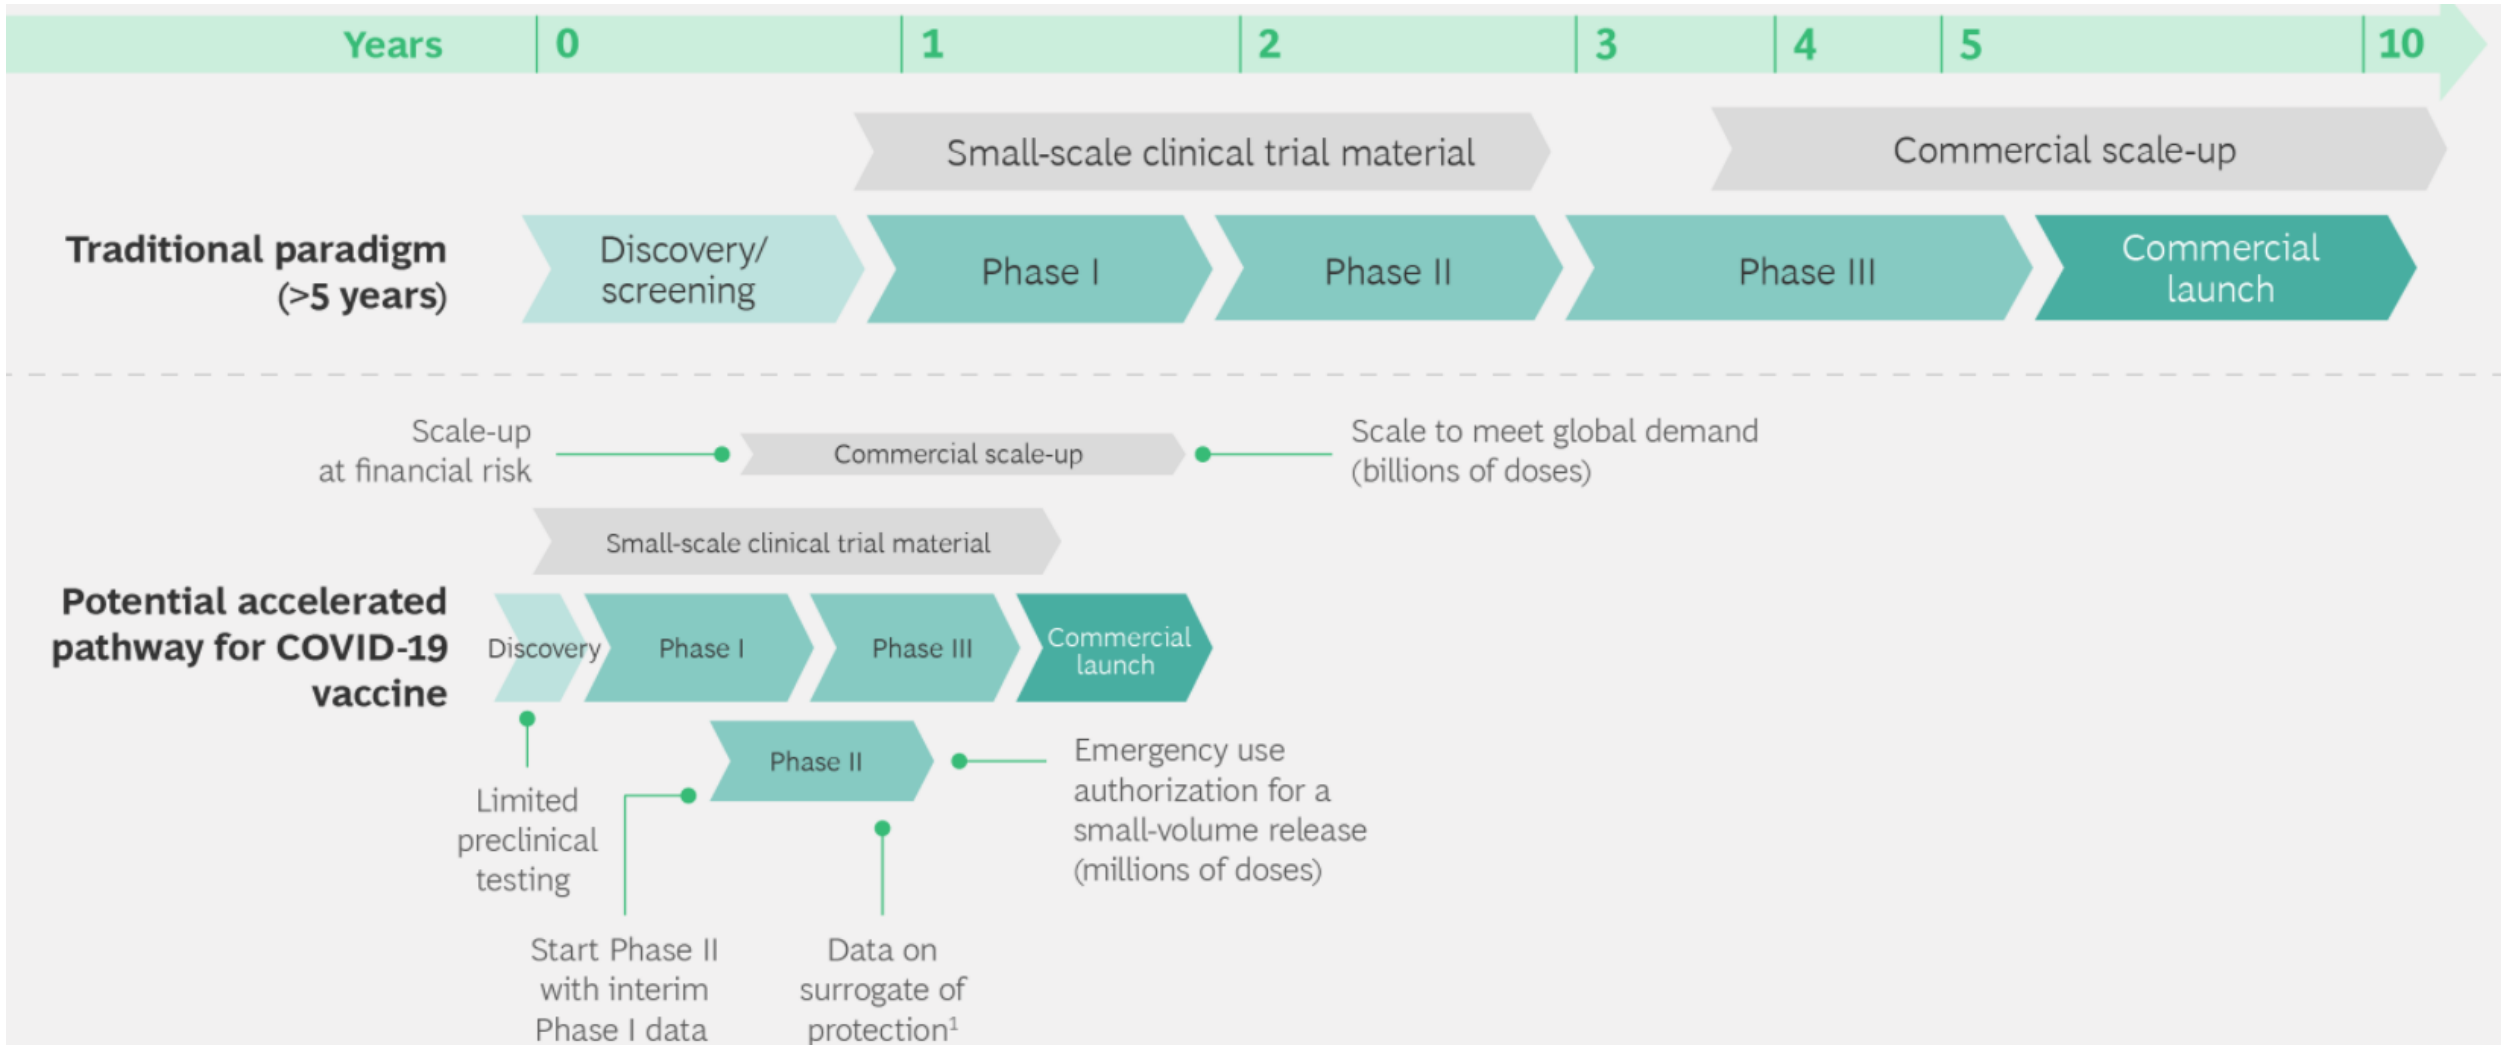 Years 0 1 2 3 4 5 10
Small-scale clinical trial material
Commercial scale-up
Traditional paradigm
(>5 years)
Discovery/
screening
Phase I
Phase II
Phase III
Commercial
launch
Scale-up
at financial risk
Commercial scale-up
Scale to meet global demand
(billions of doses)
Small-scale clinical trial material
Potential accelerated
pathway for COVID-19
vaccine
Discovery
Phase I
Phase III
Commercial
launch
Phase II
Limited
preclinical
testing
Emergency use
authorization for a
small-volume release
(millions of doses)
Start Phase II
with interim
Phase I data
Data on
surrogate of
protection¹